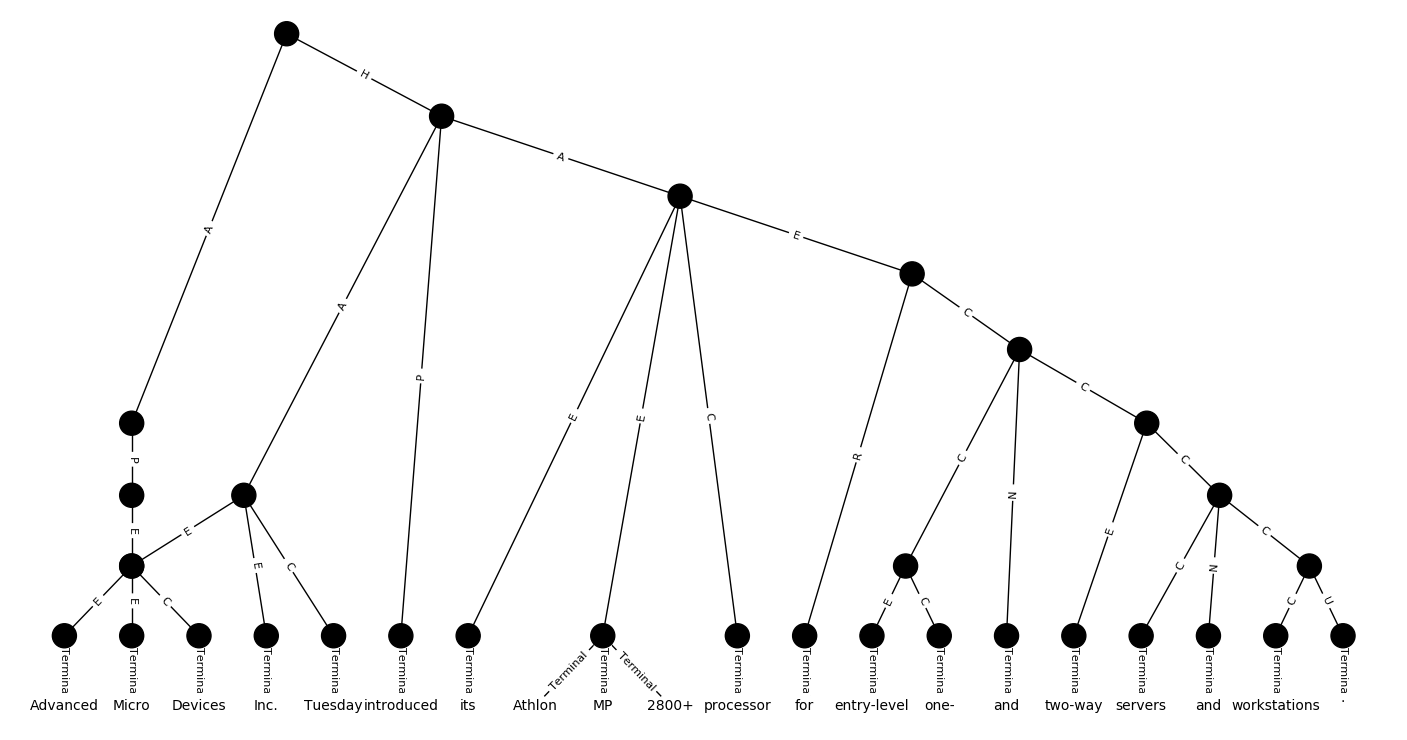 H
A
A
E
A
A
C
P
C
E
E
C
R
C
P
C
N
E
E
E
C
E
C
E
C
C
N
E
E
C
E
C
C
U
Termina Termina Termina Termina Termina Termina Termina Terminal Termina Terminal Termina Termina Termina Termina Termina Termina Termina Termina Termina Termina
Advanced Micro Devices Inc. Tuesday introduced its Athlon MP 2800+ processor for entry-level one- and two-way servers and workstations .